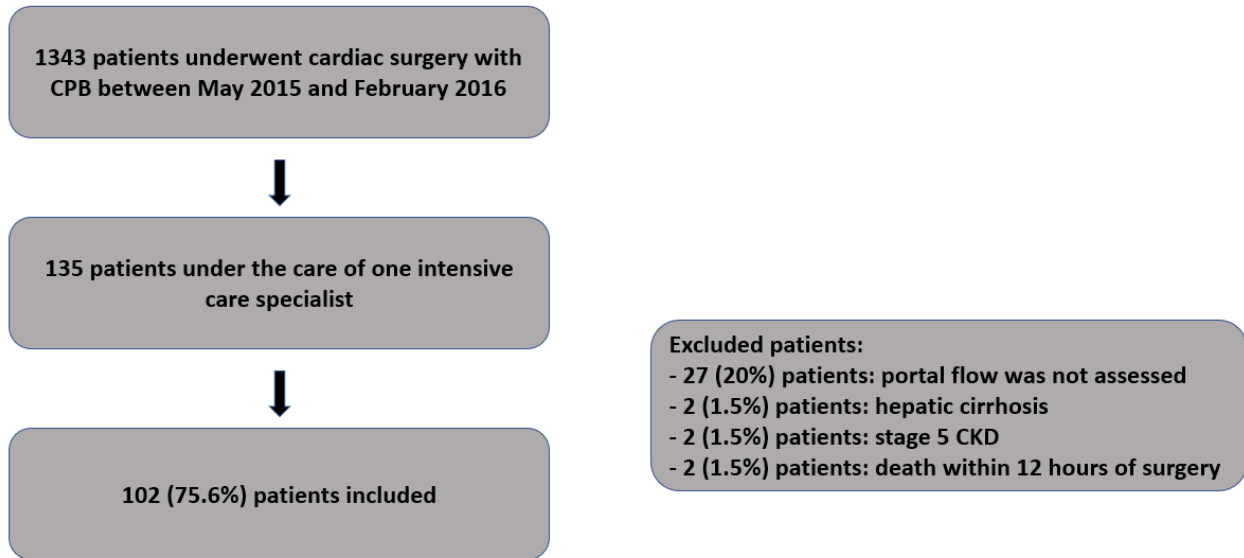 1343 patients underwent cardiac surgery with
CPB between May 2015 and February 2016
135 patients under the care of one intensive
care specialist
Excluded patients:
- 27 (20%) patients: portal flow was not assessed
- 2 (1.5%) patients: hepatic cirrhosis
- 2 (1.5%) patients: stage 5 CKD
- 2 (1.5%) patients: death within 12 hours of surgery
102 (75.6%) patients included